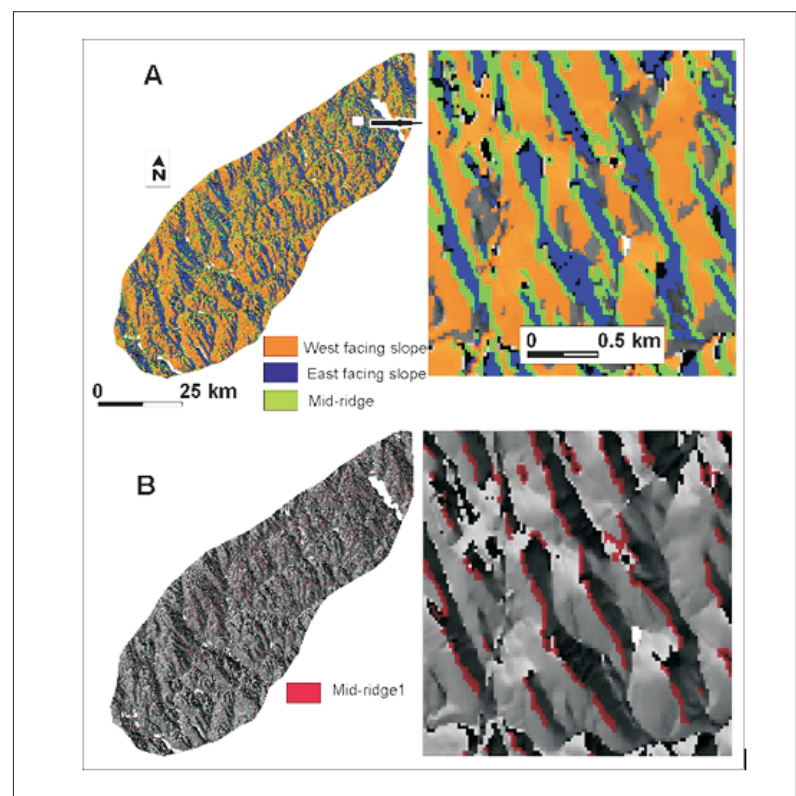 A
N
West facing slope
East facing slope
Mid-ridge
0 25 km
0 0.5 km
B
Mid-ridge1